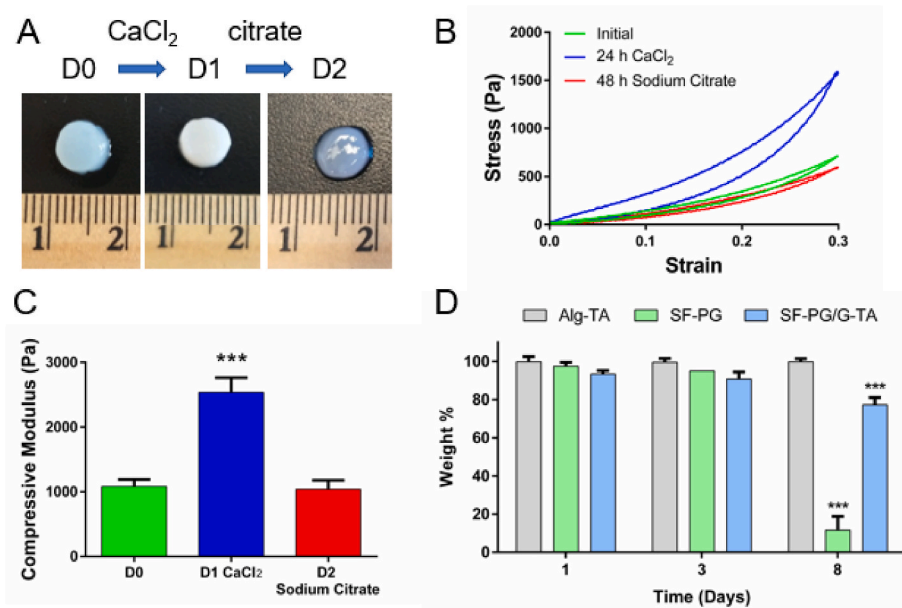 A
CaCl2 citrate
D0 D1 D2
1 2
1 2
1 2
B
Initial
24 h CaCl2
48 h Sodium Citrate
Stress (Pa)
2000
1500
1000
500
0
0.0 0.1 0.2 0.3
Strain
C
Compressive Modulus (Pa)
3000
2000
1000
0
***
D0 D1 CaCl2 D2
Sodium Citrate
D
Alg-TA SF-PG SF-PG/G-TA
Weight %
100
80
60
40
20
0
***
***
1 3 8
Time (Days)